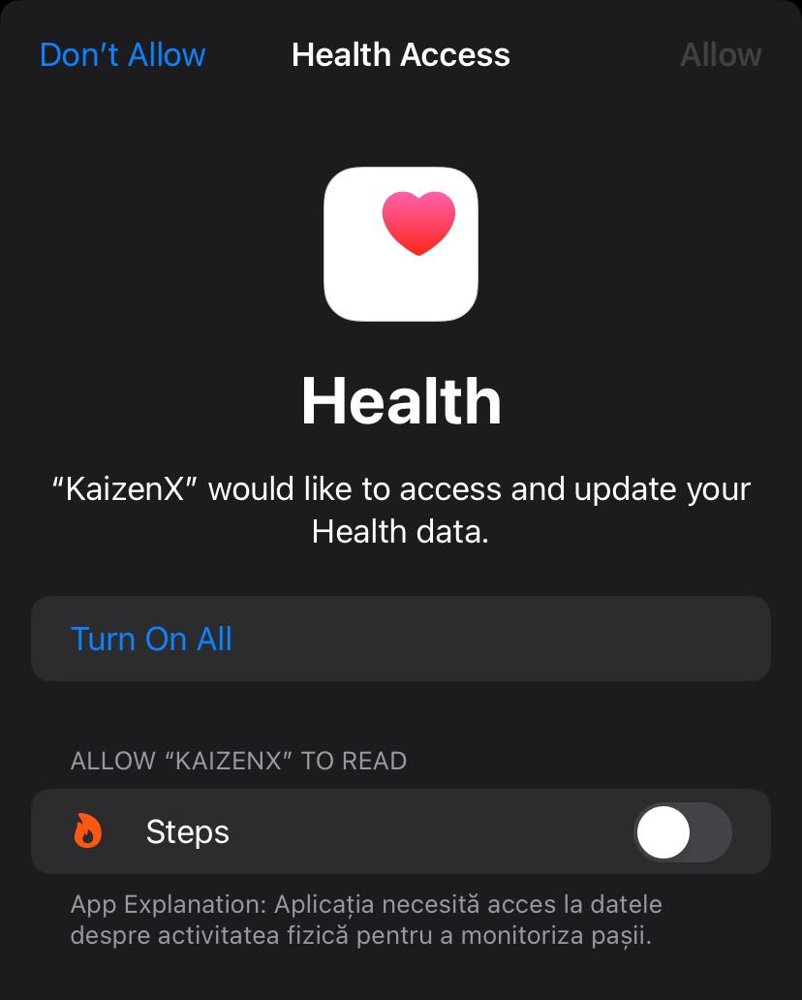 Don’t Allow Health Access Allow
Health
“KaizenX” would like to access and update your
Health data.
Turn On All
ALLOW “KAIZENX” TO READ
Steps
App Explanation: Aplicația necesită acces la datele
despre activitatea fizică pentru a monitoriza pașii.